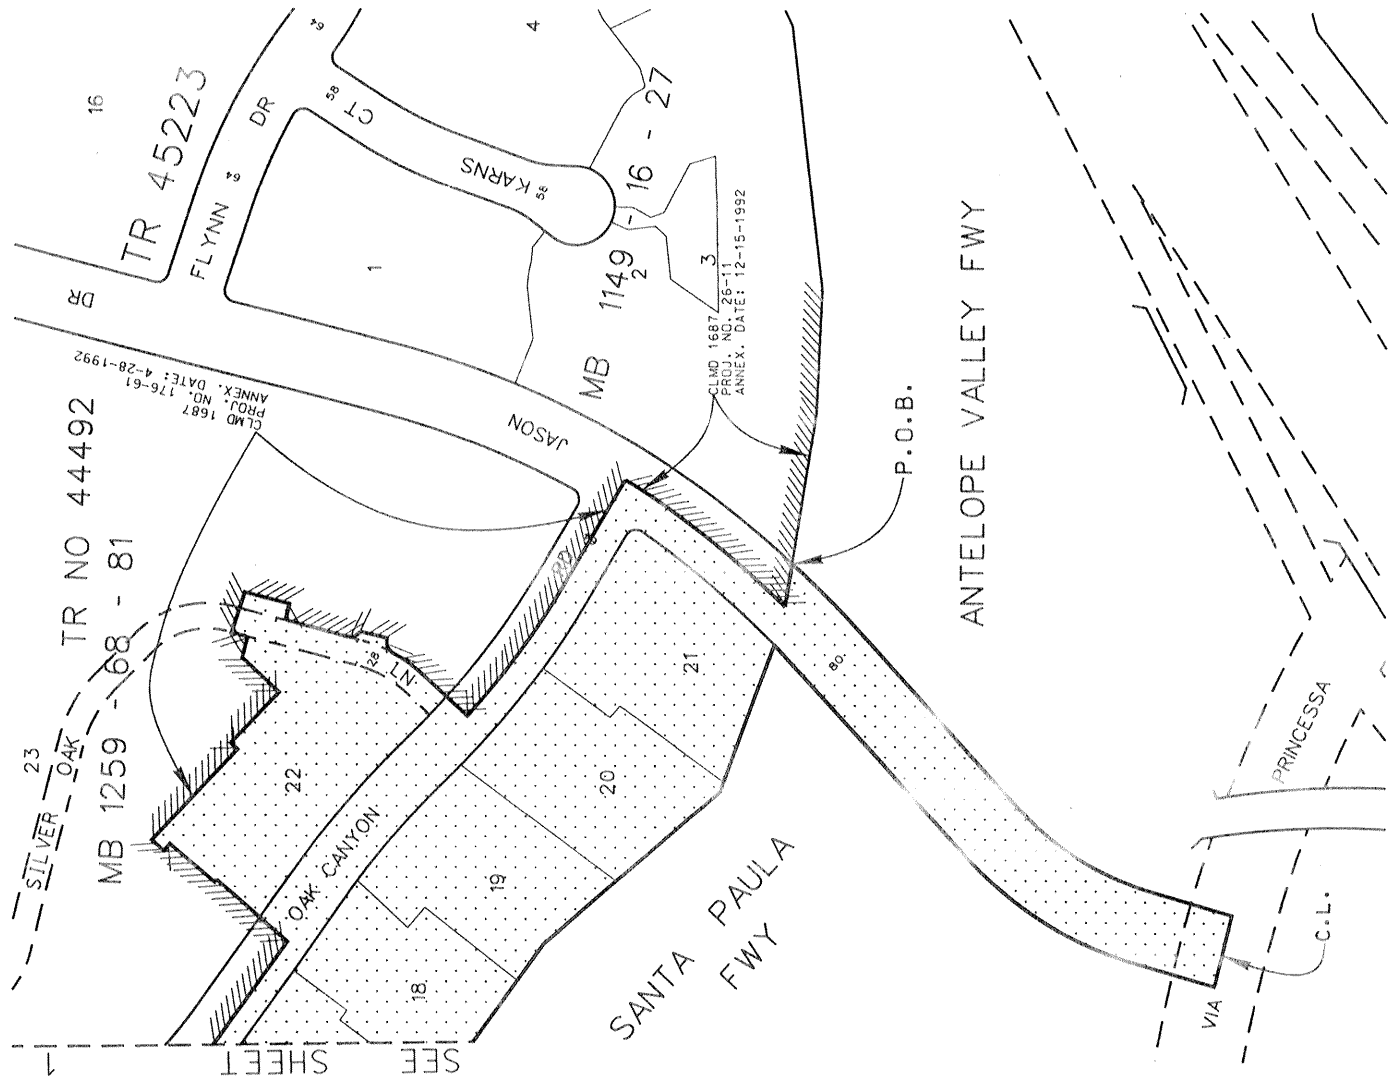 16
TR 45223
64
4
FLYNN 64 DR
58
CT
KARNS
58
1
MB 1149 - 16 - 27
2
3
DR
JASON
CLMD 1687
PROJ. NO. 26-11
ANNEX. DATE: 12-15-1992
CLMD 1687
PROJ. NO. 176-61
ANNEX. DATE: 4-28-1992
TR NO 44492
MB 1259 - 68 - 81
P.O.B.
ANTELOPE VALLEY FWY
23
SILVER OAK
28
LN
RD
21
80
22
20
OAK CANYON
19
18
SANTA PAULA
FWY
PRINCESSA
VIA
C.L.
SEE SHEET 1